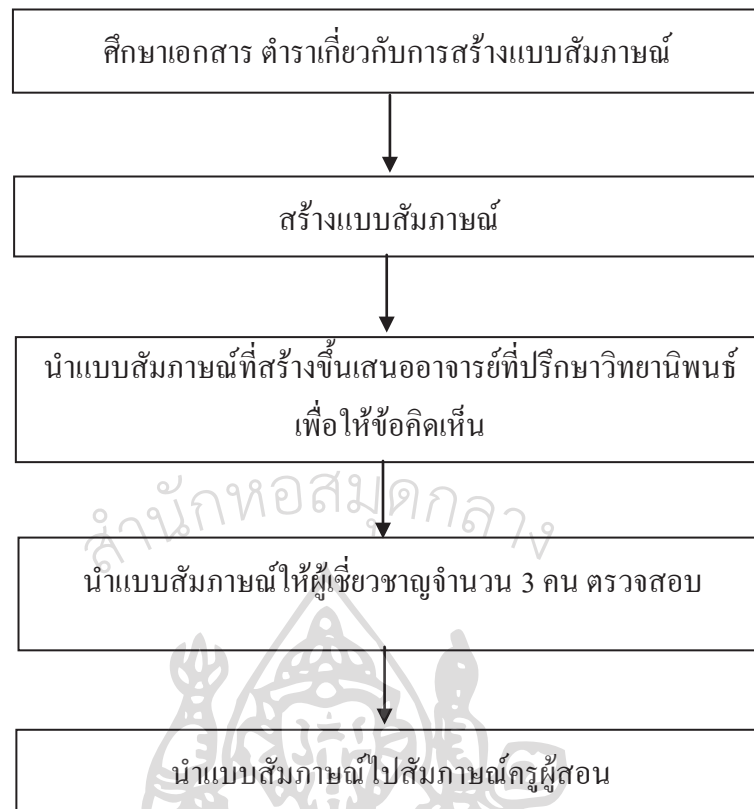 ศึกษาเอกสาร ตำราเกี่ยวกับการสร้างแบบสัมภาษณ์
สร้างแบบสัมภาษณ์
นำแบบสัมภาษณ์ที่สร้างขึ้นเสนออาจารย์ที่ปรึกษาวิทยานิพนธ์
เพื่อให้ข้อคิดเห็น
สำนักหอสมุดกลาง
นำแบบสัมภาษณ์ให้ผู้เชี่ยวชาญจำนวน 3 คน ตรวจสอบ
นำแบบสัมภาษณ์ไปสัมภาษณ์ครูผู้สอน